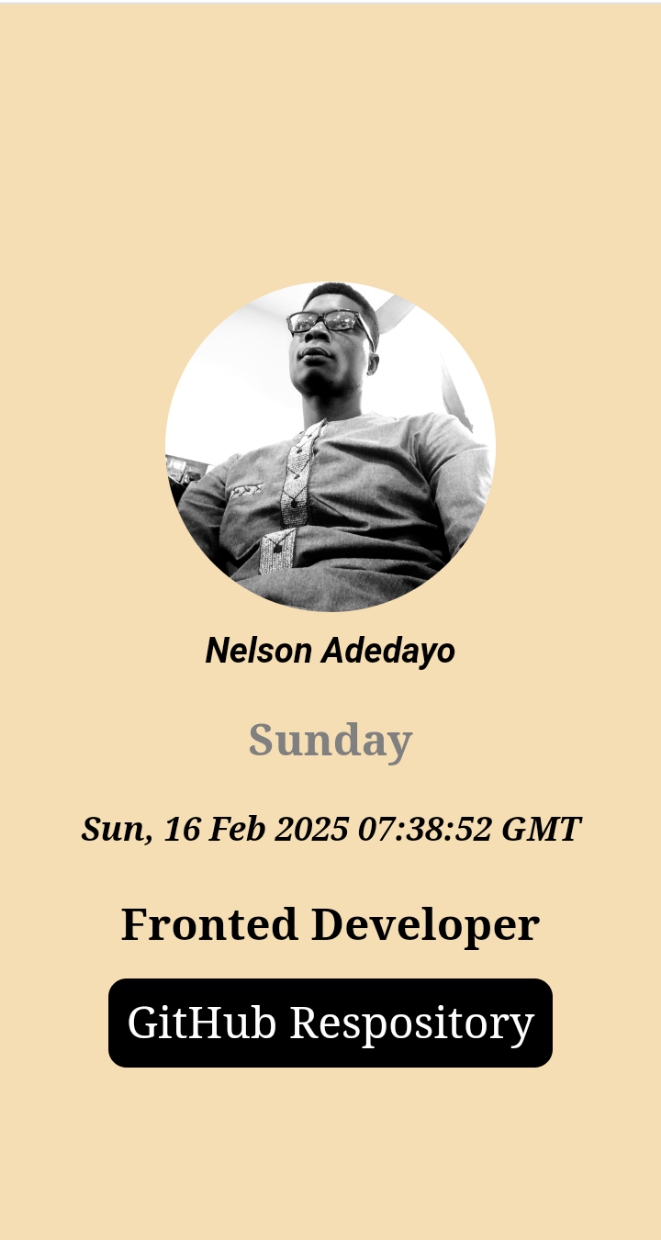 Nelson Adedayo
Sunday
Sun, 16 Feb 2025 07:38:52 GMT
Fronted Developer
GitHub Respository